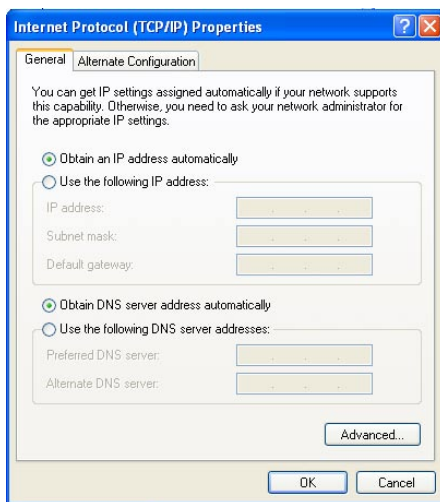 Internet Protocol (TCP/IP) Properties
General
Alternate Configuration
You can get IP settings assigned automatically if your network supports
this capability. Otherwise, you need to ask your network administrator for
the appropriate IP settings.
Obtain an IP address automatically
Use the following IP address:
IP address:
Subnet mask:
Default gateway:
Obtain DNS server address automatically
Use the following DNS server addresses:
Preferred DNS server:
Alternate DNS server:
Advanced...
OK
Cancel